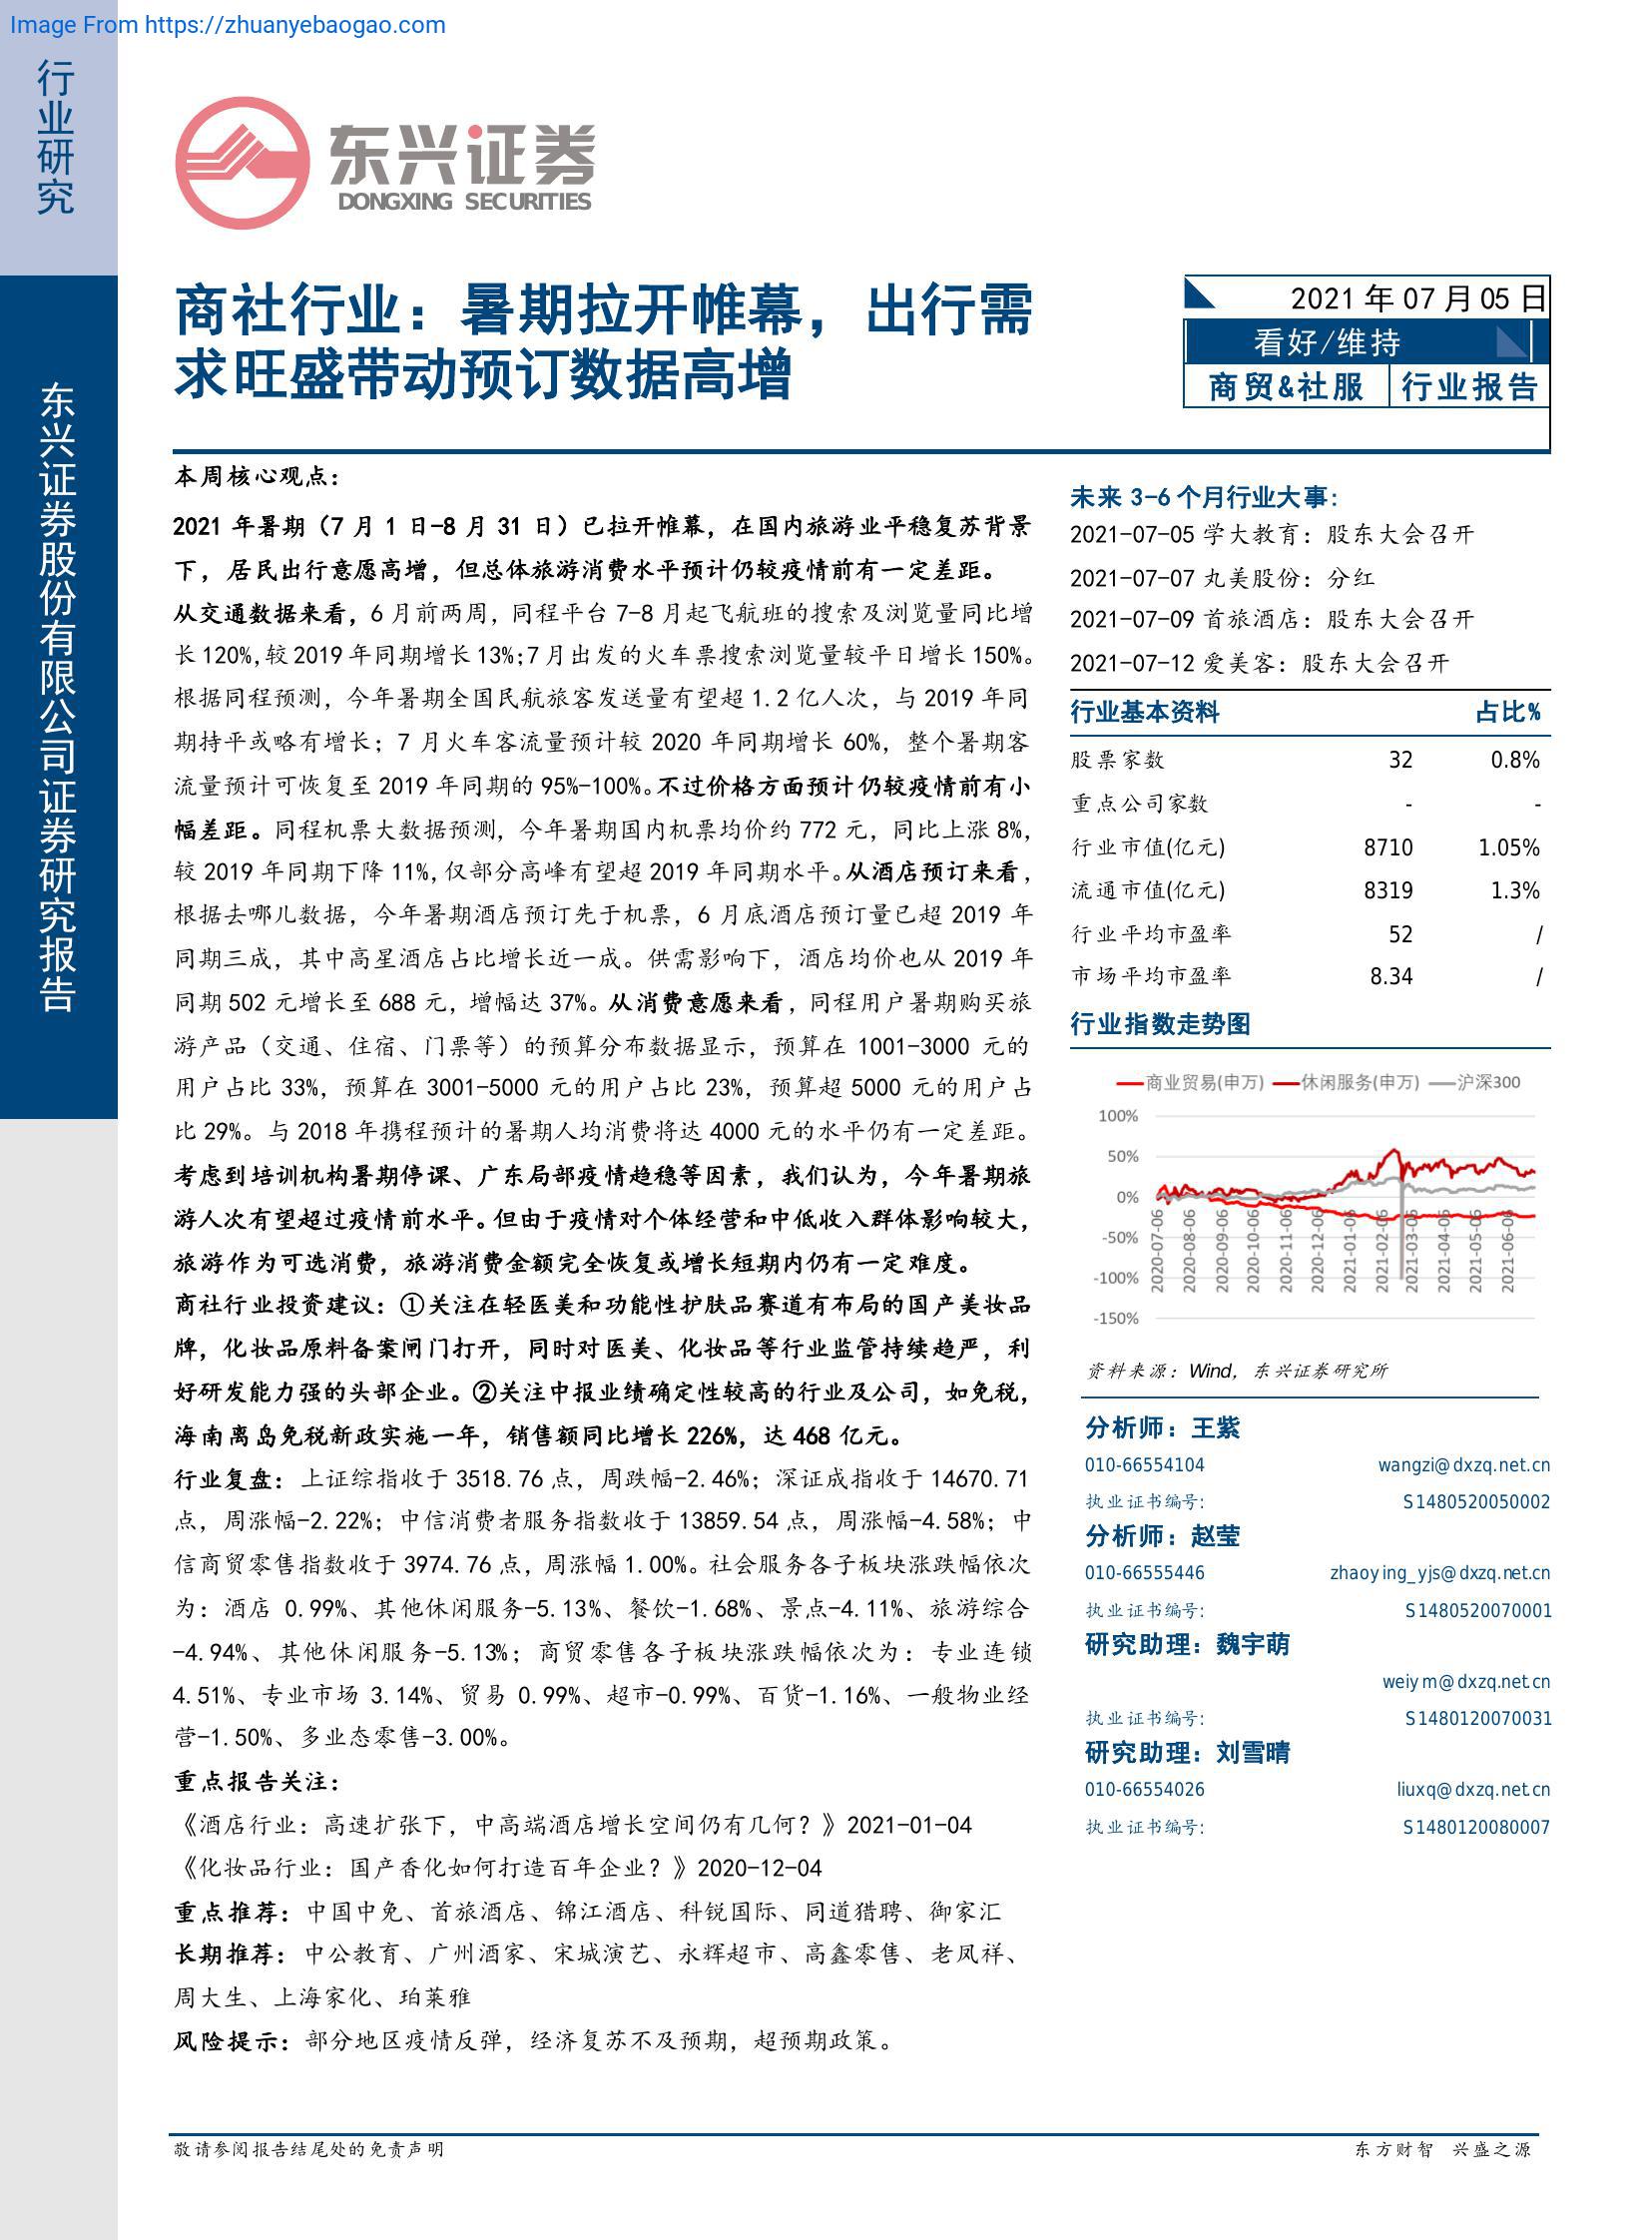 Image From https://zhuanyebaogao.com
行业研究
东兴证券股份有限公司证券研究报告
东兴证券
DONGXING SECURITIES
商社行业：暑期拉开帷幕，出行需
求旺盛带动预订数据高增
2021 年 07 月 05 日
看好/维持
商贸&社服 行业报告
本周核心观点：
2021 年暑期（7 月 1 日-8 月 31 日）已拉开帷幕，在国内旅游业平稳复苏背景
下，居民出行意愿高增，但总体旅游消费水平预计仍较疫情前有一定差距。
从交通数据来看，6 月前两周，同程平台 7-8 月起飞航班的搜索及浏览量同比增
长 120%,较 2019 年同期增长 13%;7 月出发的火车票搜索浏览量较平日增长 150%。
根据同程预测，今年暑期全国民航旅客发送量有望超 1.2 亿人次，与 2019 年同
期持平或略有增长；7 月火车客流量预计较 2020 年同期增长 60%，整个暑期客
流量预计可恢复至 2019 年同期的 95%-100%。不过价格方面预计仍较疫情前有小
幅差距。同程机票大数据预测，今年暑期国内机票均价约 772 元，同比上涨 8%，
较 2019 年同期下降 11%,仅部分高峰有望超 2019 年同期水平。从酒店预订来看，
根据去哪儿数据，今年暑期酒店预订先于机票，6 月底酒店预订量已超 2019 年
同期三成，其中高星酒店占比增长近一成。供需影响下，酒店均价也从 2019 年
同期 502 元增长至 688 元，增幅达 37%。从消费意愿来看，同程用户暑期购买旅
游产品（交通、住宿、门票等）的预算分布数据显示，预算在 1001-3000 元的
用户占比 33%，预算在 3001-5000 元的用户占比 23%，预算超 5000 元的用户占
比 29%。与 2018 年携程预计的暑期人均消费将达 4000 元的水平仍有一定差距。
考虑到培训机构暑期停课、广东局部疫情趋稳等因素，我们认为，今年暑期旅
游人次有望超过疫情前水平。但由于疫情对个体经营和中低收入群体影响较大，
旅游作为可选消费，旅游消费金额完全恢复或增长短期内仍有一定难度。
商社行业投资建议：①关注在轻医美和功能性护肤品赛道有布局的国产美妆品
牌，化妆品原料备案闸门打开，同时对医美、化妆品等行业监管持续趋严，利
好研发能力强的头部企业。②关注中报业绩确定性较高的行业及公司，如免税，
海南离岛免税新政实施一年，销售额同比增长 226%，达 468 亿元。
行业复盘：上证综指收于 3518.76 点，周跌幅-2.46%；深证成指收于 14670.71
点，周涨幅-2.22%；中信消费者服务指数收于 13859.54 点，周涨幅-4.58%；中
信商贸零售指数收于 3974.76 点，周涨幅 1.00%。社会服务各子板块涨跌幅依次
为：酒店 0.99%、其他休闲服务-5.13%、餐饮-1.68%、景点-4.11%、旅游综合
-4.94%、其他休闲服务-5.13%；商贸零售各子板块涨跌幅依次为：专业连锁
4.51%、专业市场 3.14%、贸易 0.99%、超市-0.99%、百货-1.16%、一般物业经
营-1.50%、多业态零售-3.00%。
重点报告关注：
《酒店行业：高速扩张下，中高端酒店增长空间仍有几何？》2021-01-04
《化妆品行业：国产香化如何打造百年企业？》2020-12-04
重点推荐：中国中免、首旅酒店、锦江酒店、科锐国际、同道猎聘、御家汇
长期推荐：中公教育、广州酒家、宋城演艺、永辉超市、高鑫零售、老凤祥、
周大生、上海家化、珀莱雅
风险提示：部分地区疫情反弹，经济复苏不及预期，超预期政策。
未来 3-6 个月行业大事：
2021-07-05 学大教育：股东大会召开
2021-07-07 丸美股份：分红
2021-07-09 首旅酒店：股东大会召开
2021-07-12 爱美客：股东大会召开
行业基本资料 占比%
股票家数 32 0.8%
重点公司家数 - -
行业市值(亿元) 8710 1.05%
流通市值(亿元) 8319 1.3%
行业平均市盈率 52 /
市场平均市盈率 8.34 /
行业指数走势图
商业贸易(申万) 休闲服务(申万) 沪深300
100%
50%
0%
-50%
-100%
-150%
2020-07-06
2020-08-06
2020-09-06
2020-10-06
2020-11-06
2020-12-06
2021-01-06
2021-02-06
2021-03-06
2021-04-06
2021-05-06
2021-06-06
资料来源：Wind，东兴证券研究所
分析师：王紫
010-66554104 wangzi@dxzq.net.cn
执业证书编号: S1480520050002
分析师：赵莹
010-66555446 zhaoying_yjs@dxzq.net.cn
执业证书编号: S1480520070001
研究助理：魏宇萌
weiym@dxzq.net.cn
执业证书编号: S1480120070031
研究助理：刘雪晴
010-66554026 liuxq@dxzq.net.cn
执业证书编号: S1480120080007
敬请参阅报告结尾处的免责声明
东方财智 兴盛之源